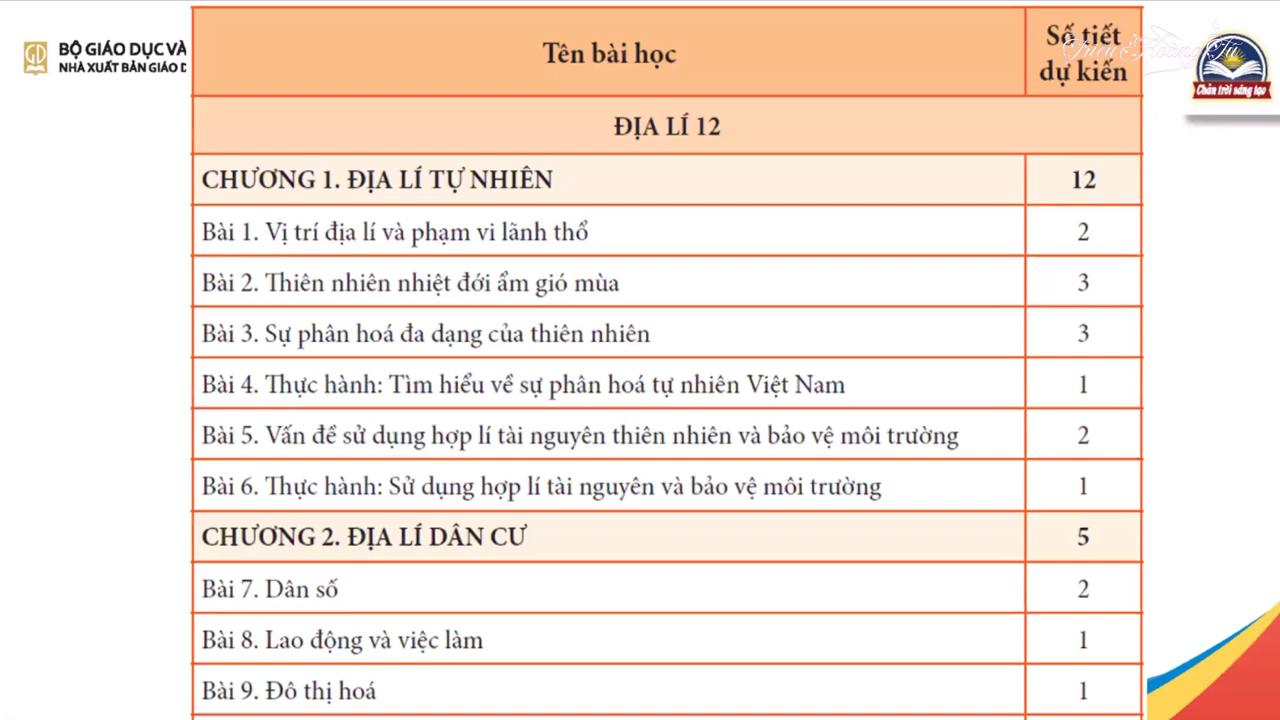 BỘ GIÁO DỤC VÀ
NHÀ XUẤT BẢN GIÁO D
Tên bài học
Số tiết
dự kiến
Chân trời sáng tạo
ĐỊA LÍ 12
CHƯƠNG 1. ĐỊA LÍ TỰ NHIÊN 12
Bài 1. Vị trí địa lí và phạm vi lãnh thổ 2
Bài 2. Thiên nhiên nhiệt đới ẩm gió mùa 3
Bài 3. Sự phân hoá đa dạng của thiên nhiên 3
Bài 4. Thực hành: Tìm hiểu về sự phân hoá tự nhiên Việt Nam 1
Bài 5. Vấn đề sử dụng hợp lí tài nguyên thiên nhiên và bảo vệ môi trường 2
Bài 6. Thực hành: Sử dụng hợp lí tài nguyên và bảo vệ môi trường 1
CHƯƠNG 2. ĐỊA LÍ DÂN CƯ 5
Bài 7. Dân số 2
Bài 8. Lao động và việc làm 1
Bài 9. Đô thị hoá 1